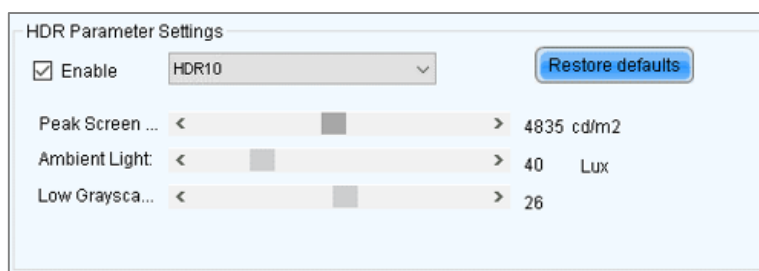 HDR Parameter Settings
Enable HDR10 Restore defaults
Peak Screen ... 4835 cd/m2
Ambient Light: 40 Lux
Low Graysca... 26